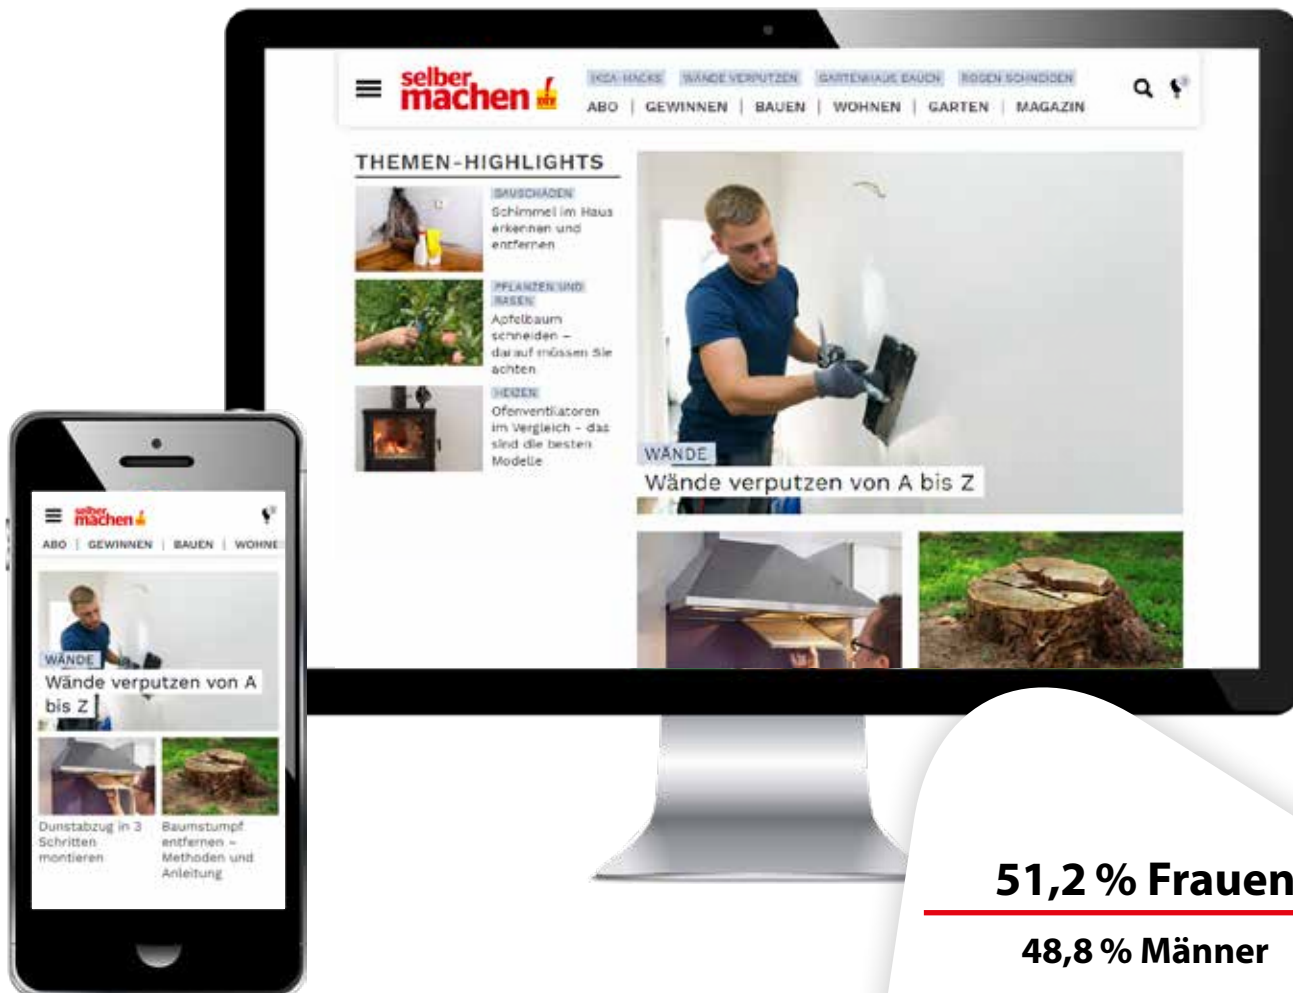 selber
machen
DIY
IKEA-HACKS WÄNDE VERPUTZEN GARTENHAUS BAUEN ROSEN SCHNEIDEN
ABO | GEWINNEN | BAUEN | WOHNEN | GARTEN | MAGAZIN
THEMEN-HIGHLIGHTS
BAUSCHÄDEN
Schimmel im Haus
erkennen und
entfernen
PFLANZEN UND
RASEN
Apfelbaum
schneiden –
darauf müssen Sie
achten
HEIZEN
Ofenventilatoren
im Vergleich - das
sind die besten
Modelle
WÄNDE
Wände verputzen von A bis Z
selber
machen
ABO | GEWINNEN | BAUEN | WOHNE
WÄNDE
Wände verputzen von A
bis Z
Dunstabzug in 3
Schritten
montieren
Baumstumpf
entfernen –
Methoden und
Anleitung
51,2 % Frauen
48,8 % Männer